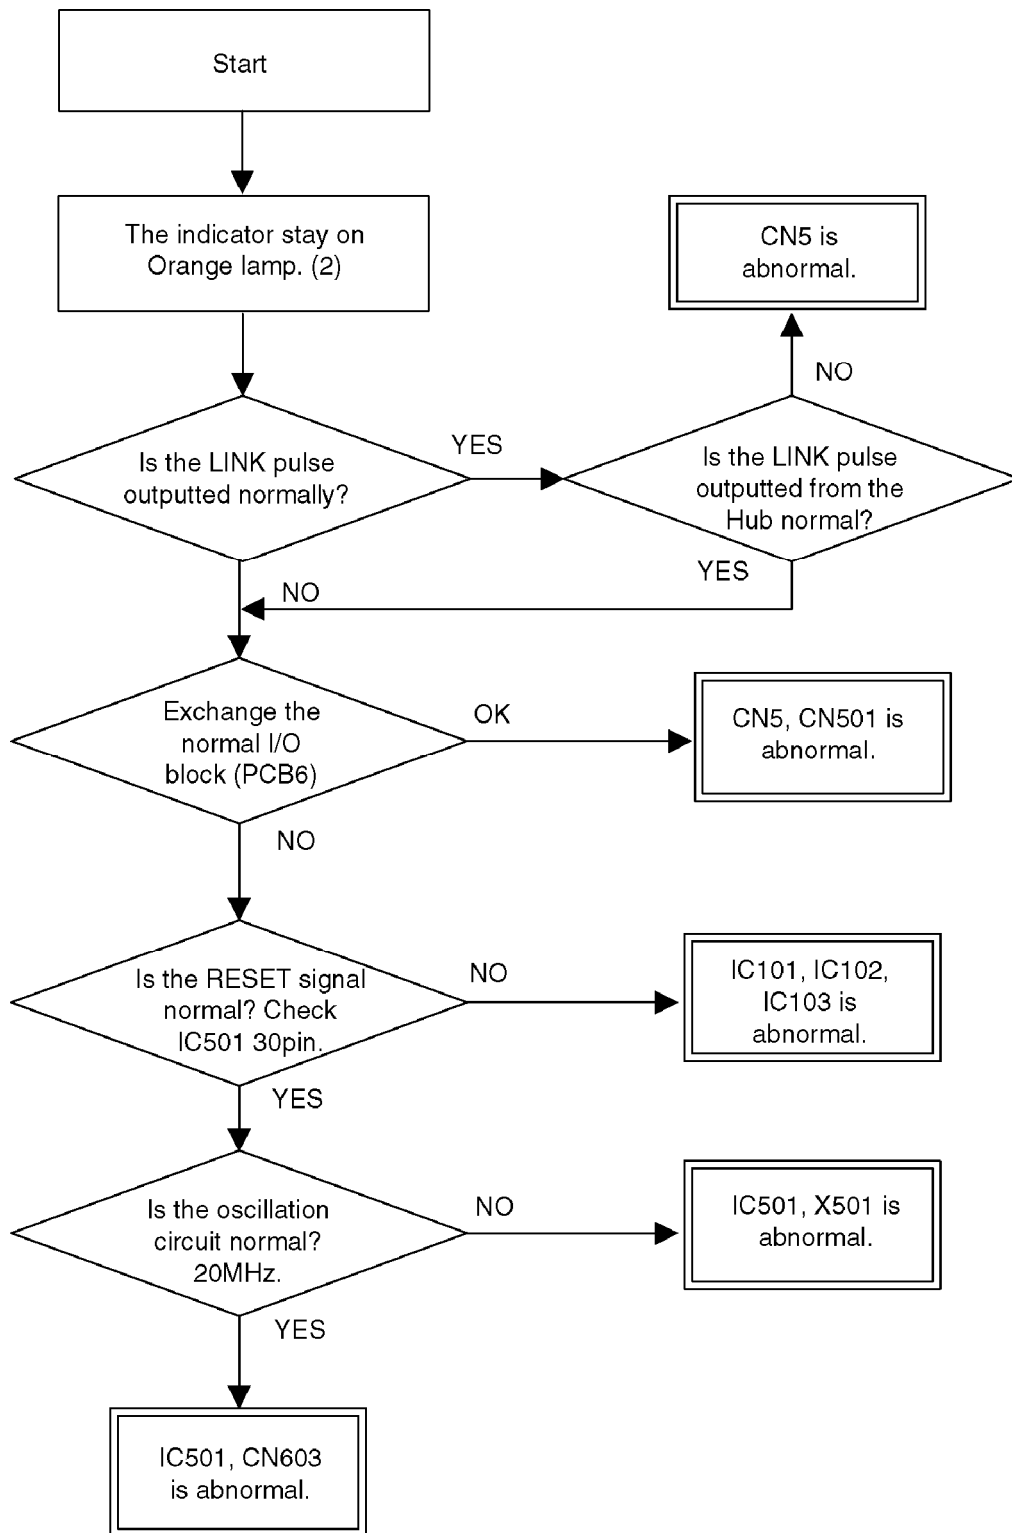 Start
The indicator stay on
Orange lamp. (2)
CN5 is
abnormal.
NO
Is the LINK pulse
outputted normally?
YES
Is the LINK pulse
outputted from the
Hub normal?
YES
NO
Exchange the
normal I/O
block (PCB6)
OK
CN5, CN501 is
abnormal.
NO
Is the RESET signal
normal? Check
IC501 30pin.
NO
IC101, IC102,
IC103 is
abnormal.
YES
Is the oscillation
circuit normal?
20MHz.
NO
IC501, X501 is
abnormal.
YES
IC501, CN603
is abnormal.